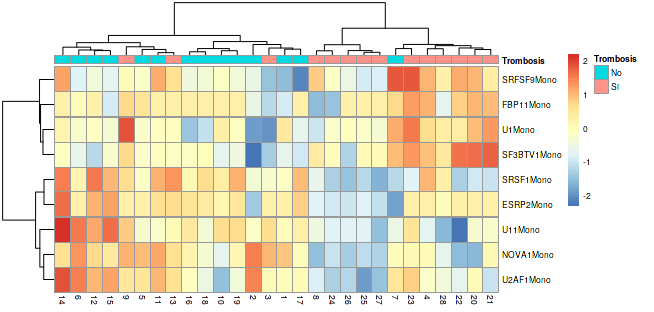 Trombosis
SRFSF9Mono
FBP11Mono
U1Mono
SF3BTV1Mono
SRSF1Mono
ESRP2Mono
U11Mono
NOVA1Mono
U2AF1Mono
14 6 12 15 9 5 11 13 16 18 10 19 2 3 1 17 8 24 26 25 27 7 23 4 28 22 20 21
2
1
0
-1
-2
Trombosis
No
SI